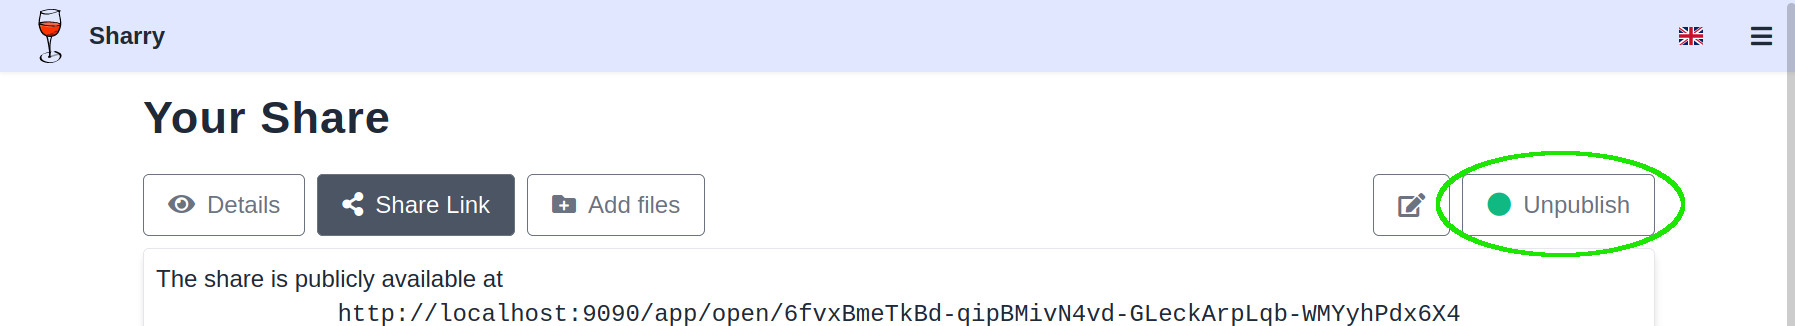 Sharry
Your Share
Details Share Link Add files Unpublish
The share is publicly available at
http://localhost:9090/app/open/6fvxBmeTkBd-qipBMivN4vd-GLeckArpLqb-WMYyhPdx6X4